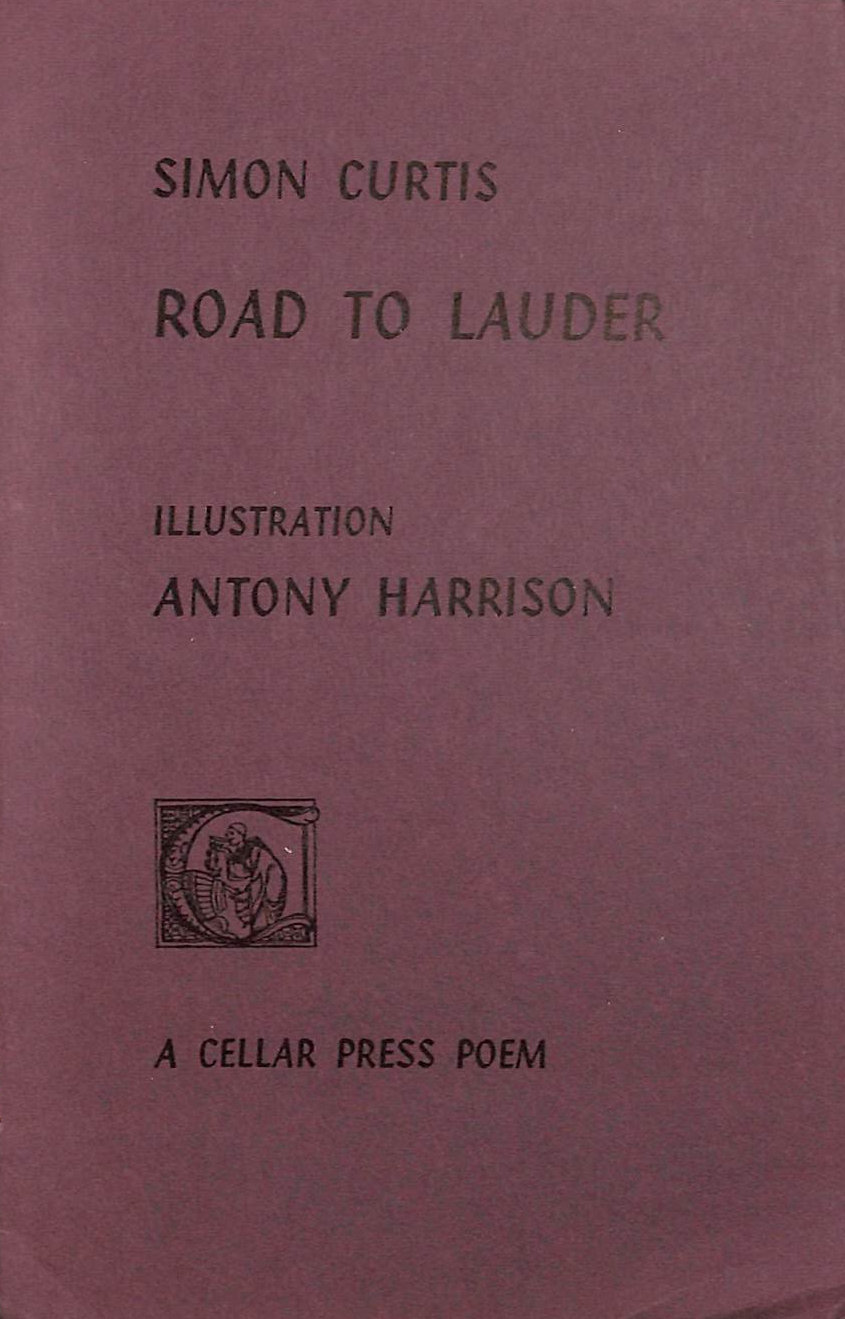 SIMON CURTIS
ROAD TO LAUDER
ILLUSTRATION
ANTONY HARRISON
A CELLAR PRESS POEM